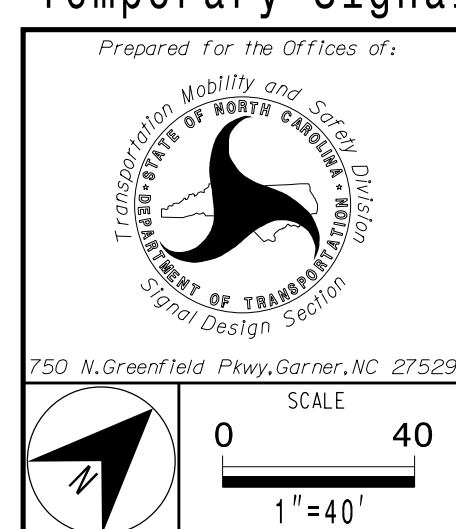 Temporary Signal
Prepared for the Offices of:
Transportation Mobility and Safety Division
STATE OF NORTH CAROLINA
DEPARTMENT OF TRANSPORTATION
Signal Design Section
750 N.Greenfield Pkwy,Garner,NC 27529
SCALE
0 40
N
1"=40'